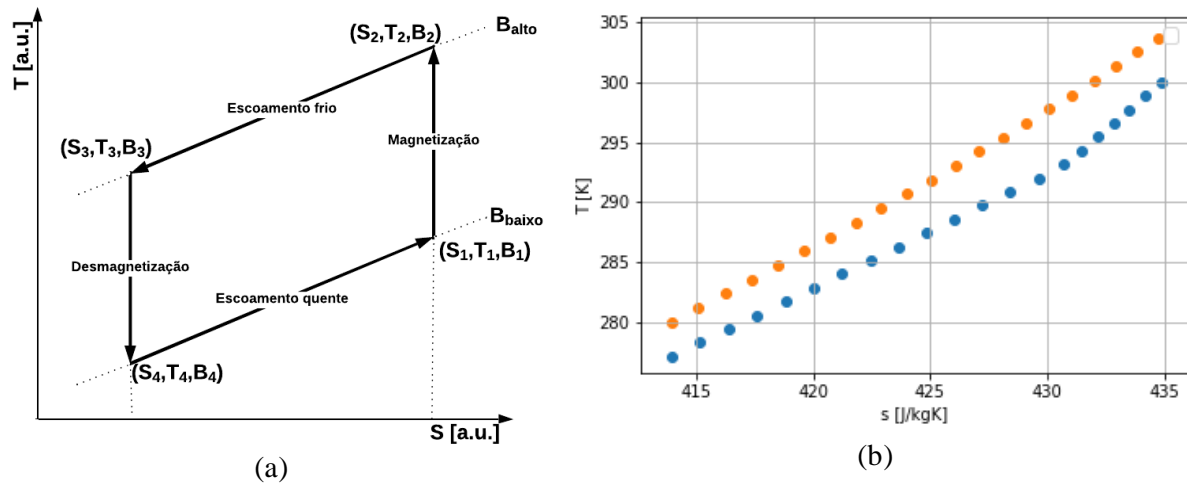 T [a.u.]
(S2,T2,B2)
Balto
Escoamento frio
Magnetização
(S3,T3,B3)
Bbaixo
(S1,T1,B1)
Desmagnetização
Escoamento quente
(S4,T4,B4)
S [a.u.]
(a)
305
300
295
290
285
280
T [K]
415 420 425 430 435
s [J/kgK]
(b)